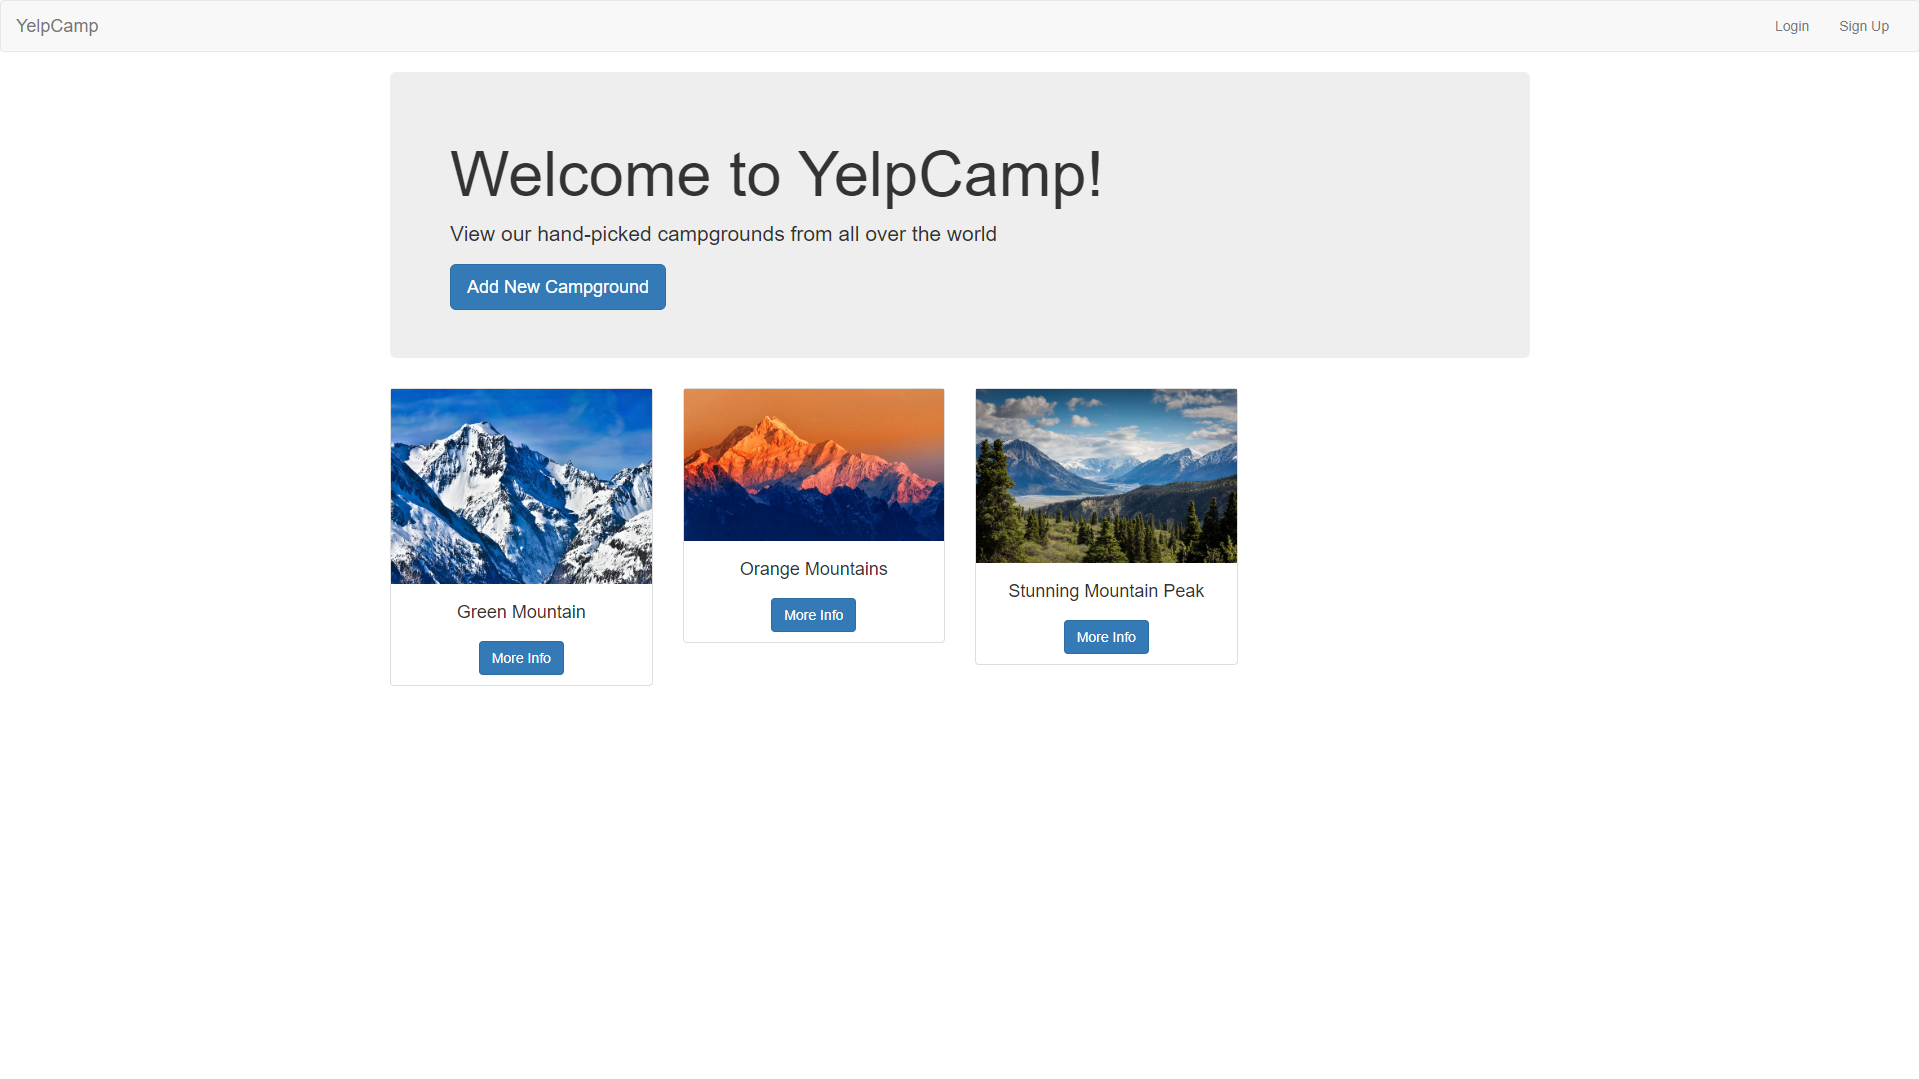 YelpCamp
Login
Sign Up
Welcome to YelpCamp!
View our hand-picked campgrounds from all over the world
Add New Campground
Green Mountain
More Info
Orange Mountains
More Info
Stunning Mountain Peak
More Info